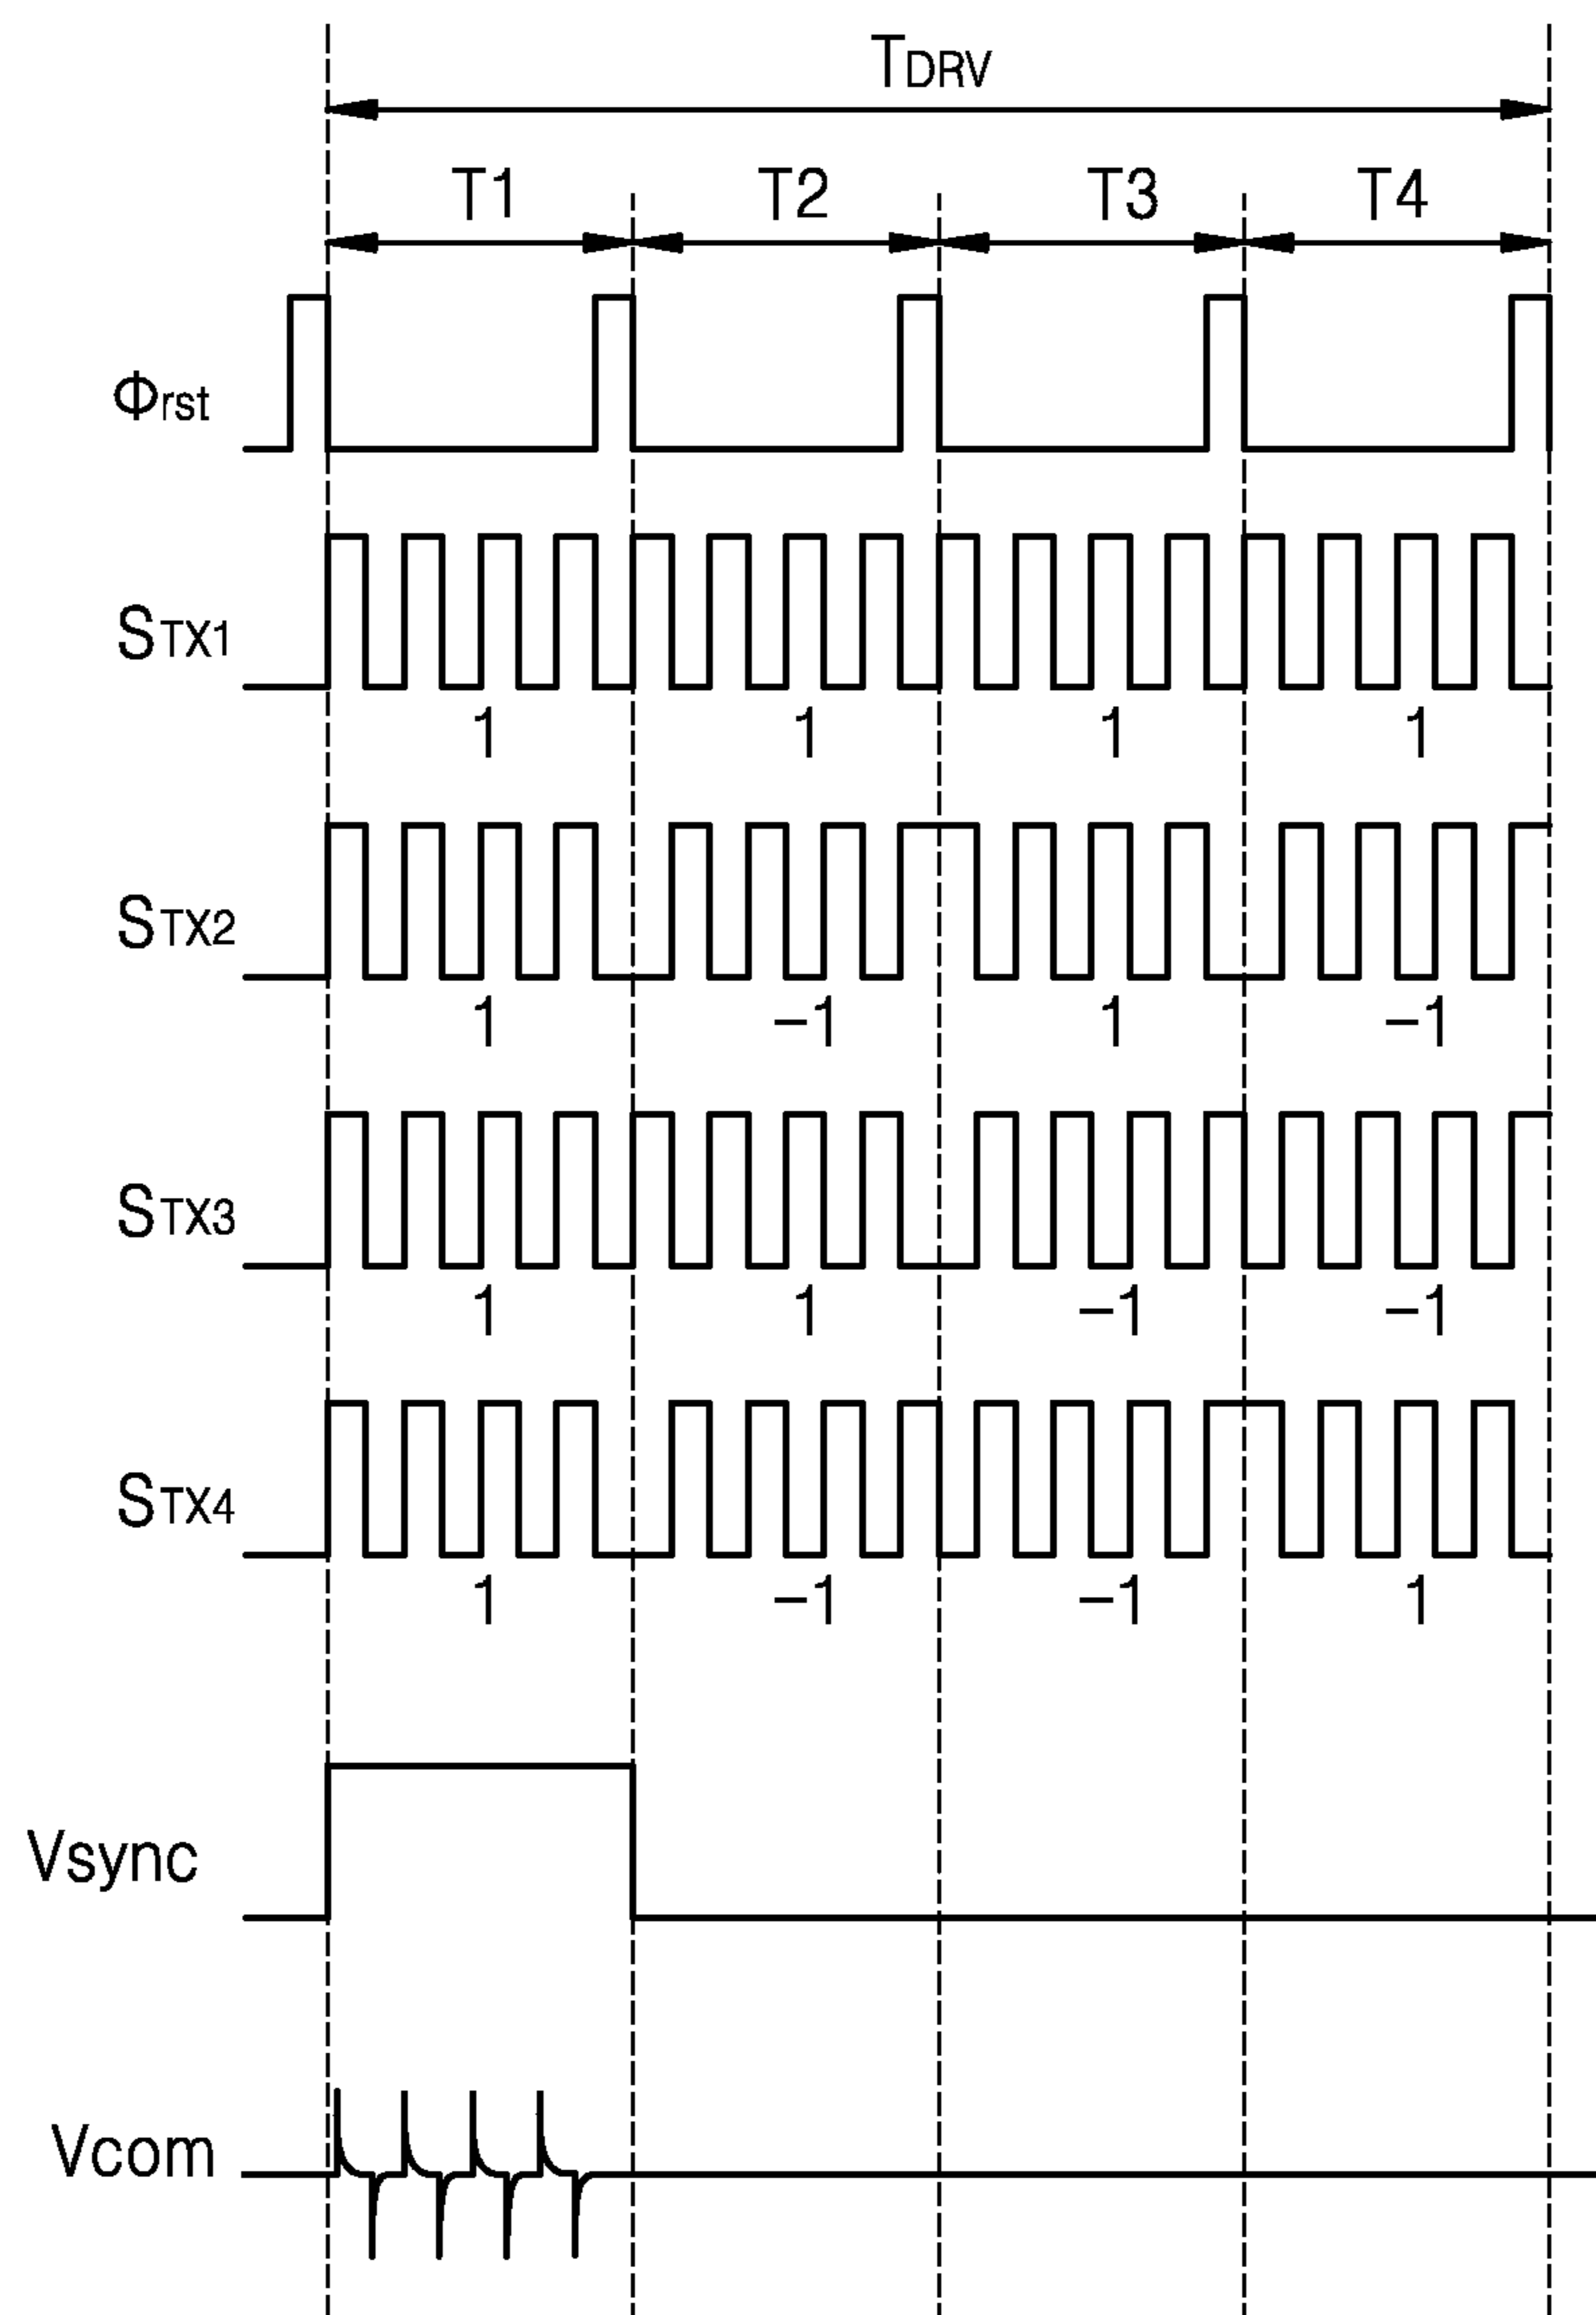 TDRV
T1 T2 T3 T4
Φrst
STX1
1 1 1 1
STX2
1 −1 1 −1
STX3
1 1 −1 −1
STX4
1 −1 −1 1
Vsync
Vcom